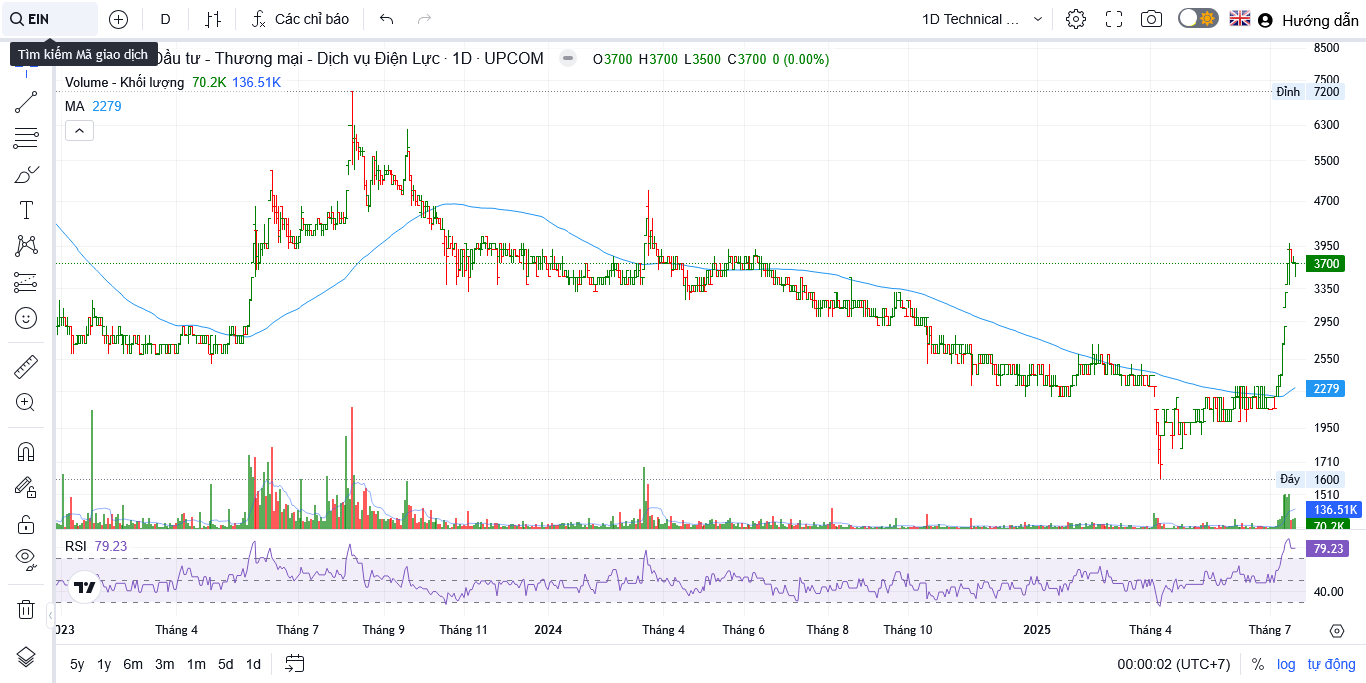 EIN
D
Các chỉ báo
1D Technical ...
Hướng dẫn
Tìm kiếm Mã giao dịch
Đầu tư - Thương mại - Dịch vụ Điện Lực · 1D · UPCOM
O3700 H3700 L3500 C3700 0 (0.00%)
Volume - Khối lượng 70.2K 136.51K
MA 2279
8500
7500
Đỉnh 7200
6300
5500
4700
3950
3700
3350
2950
2550
2279
1950
1710
Đáy 1600
1510
136.51K
70.2K
RSI 79.23
79.23
40.00
023 Tháng 4 Tháng 7 Tháng 9 Tháng 11 2024 Tháng 4 Tháng 6 Tháng 8 Tháng 10 2025 Tháng 4 Tháng 7
5y 1y 6m 3m 1m 5d 1d
00:00:02 (UTC+7) % log tự động